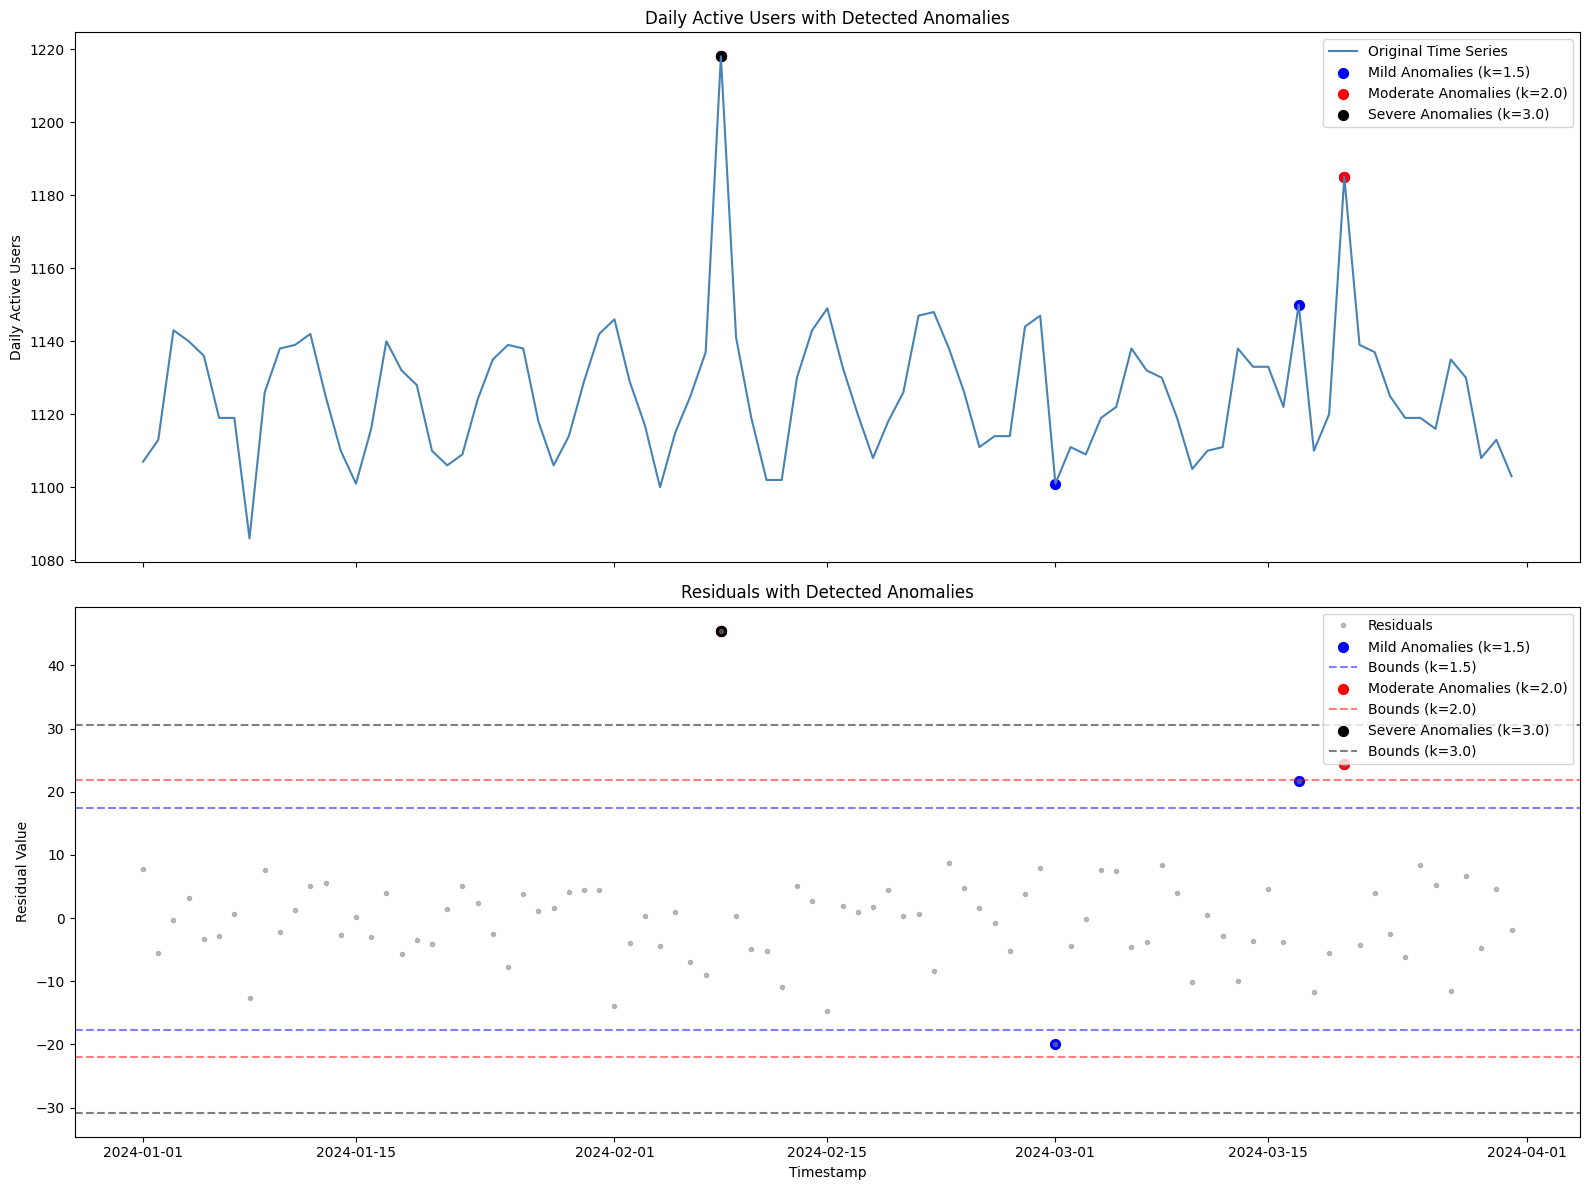 Daily Active Users with Detected Anomalies
1220
1200
1180
1160
1140
1120
1100
1080
Daily Active Users
Original Time Series
Mild Anomalies (k=1.5)
Moderate Anomalies (k=2.0)
Severe Anomalies (k=3.0)
Residuals with Detected Anomalies
40
30
20
10
0
−10
−20
−30
Residual Value
Residuals
Mild Anomalies (k=1.5)
Bounds (k=1.5)
Moderate Anomalies (k=2.0)
Bounds (k=2.0)
Severe Anomalies (k=3.0)
Bounds (k=3.0)
2024-01-01
2024-01-15
2024-02-01
2024-02-15
2024-03-01
2024-03-15
2024-04-01
Timestamp